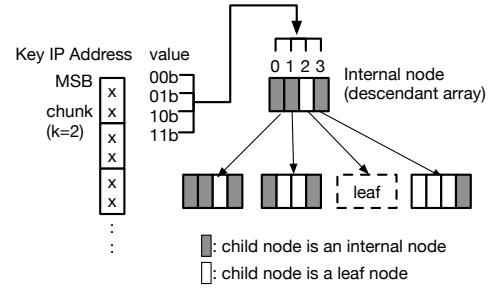 Key IP Address
value
MSB
chunk
(k=2)
x
x
x
x
x
x
:
:
00b
01b
10b
11b
0 1 2 3
Internal node
(descendant array)
leaf
: child node is an internal node
: child node is a leaf node